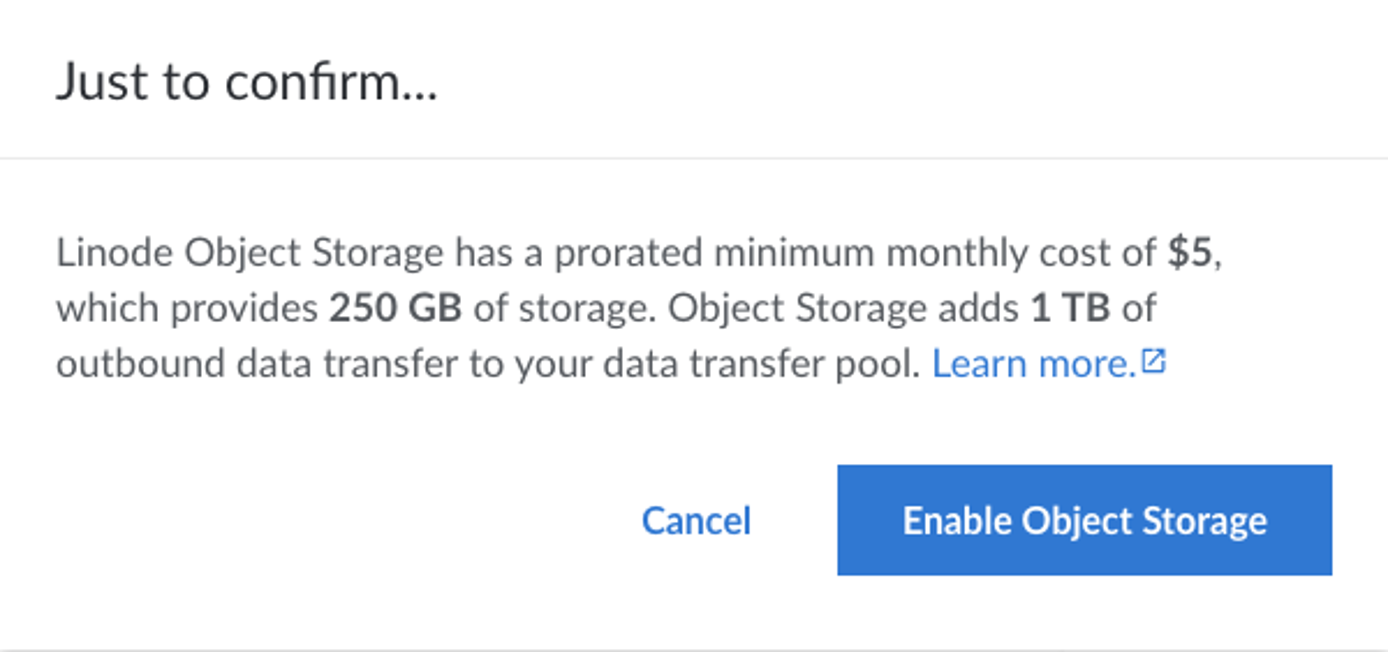 Just to confirm...
Linode Object Storage has a prorated minimum monthly cost of $5,
which provides 250 GB of storage. Object Storage adds 1 TB of
outbound data transfer to your data transfer pool. Learn more.
Cancel
Enable Object Storage